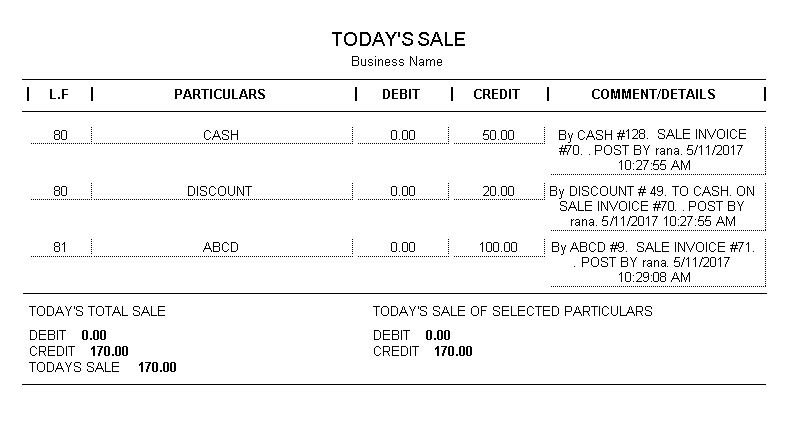 TODAY'S SALE
Business Name
L.F PARTICULARS DEBIT CREDIT COMMENT/DETAILS
80 CASH 0.00 50.00 By CASH #128. SALE INVOICE
#70. . POST BY rana. 5/11/2017
10:27:55 AM
80 DISCOUNT 0.00 20.00 By DISCOUNT # 49. TO CASH. ON
SALE INVOICE #70. . POST BY
rana. 5/11/2017 10:27:55 AM
81 ABCD 0.00 100.00 By ABCD #9. SALE INVOICE #71.
. POST BY rana. 5/11/2017
10:29:08 AM
TODAY'S TOTAL SALE TODAY'S SALE OF SELECTED PARTICULARS
DEBIT 0.00 DEBIT 0.00
CREDIT 170.00 CREDIT 170.00
TODAYS SALE 170.00